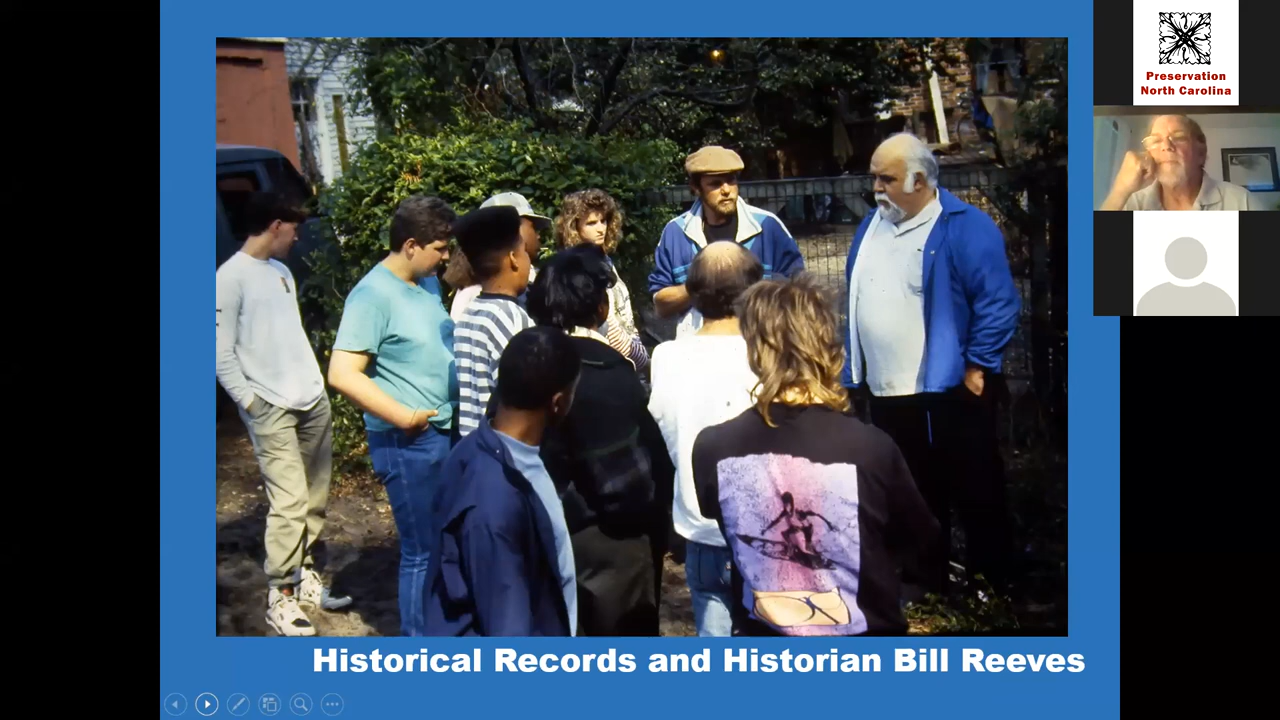 Preservation
North Carolina
Historical Records and Historian Bill Reeves